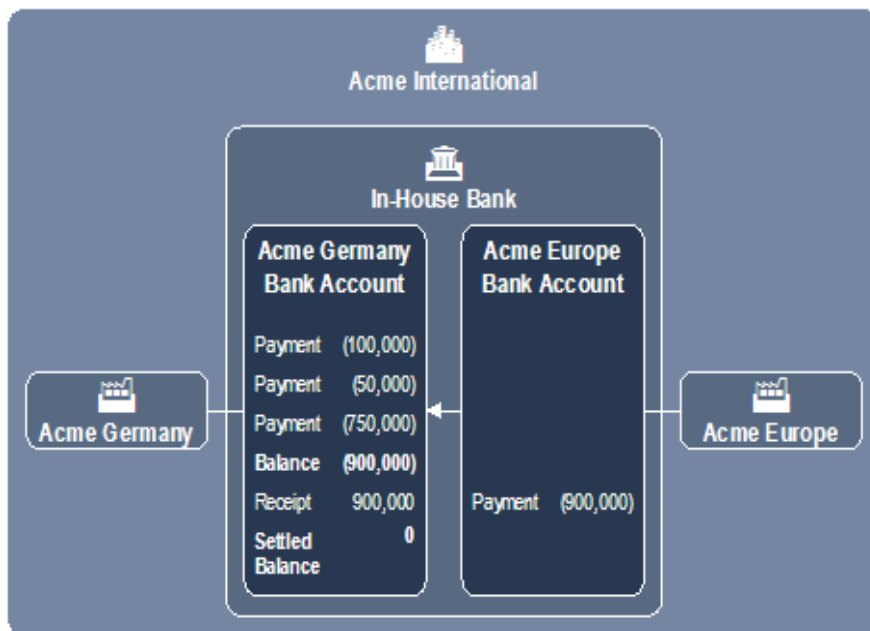 Acme International
In-House Bank
Acme Germany
Bank Account
Payment (100,000)
Payment (50,000)
Payment (750,000)
Balance (900,000)
Receipt 900,000
Settled 0
Balance
Acme Europe
Bank Account
Payment (900,000)
Acme Germany
Acme Europe